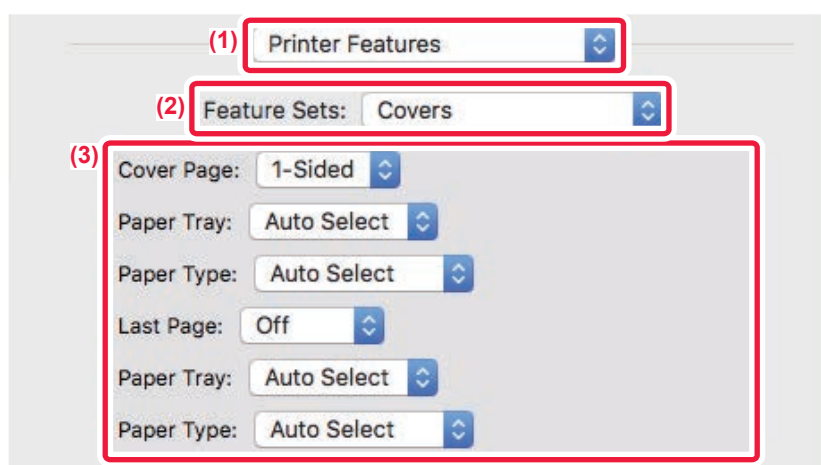 (1) Printer Features
(2) Feature Sets: Covers
(3)
Cover Page: 1-Sided
Paper Tray: Auto Select
Paper Type: Auto Select
Last Page: Off
Paper Tray: Auto Select
Paper Type: Auto Select